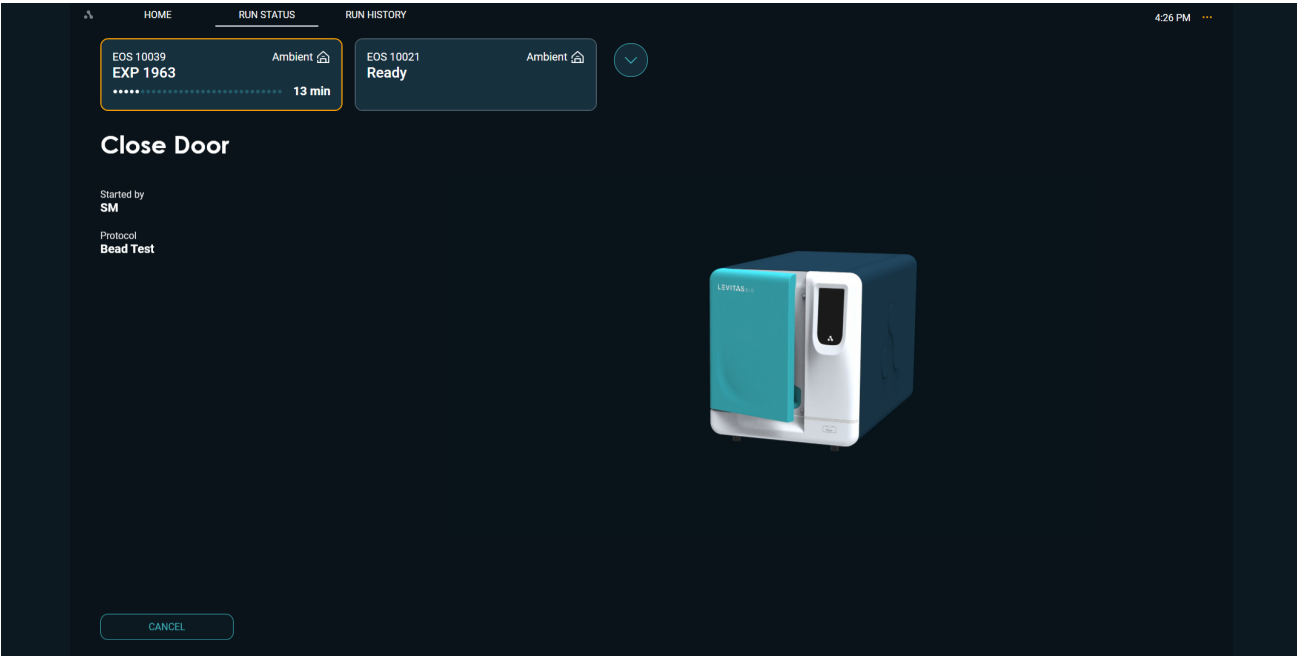 HOME RUN STATUS RUN HISTORY 4:26 PM ...
EOS 10039 Ambient
EXP 1963
13 min
EOS 10021 Ambient
Ready
Close Door
Started by
SM
Protocol
Bead Test
LEVITAS BIO
CANCEL